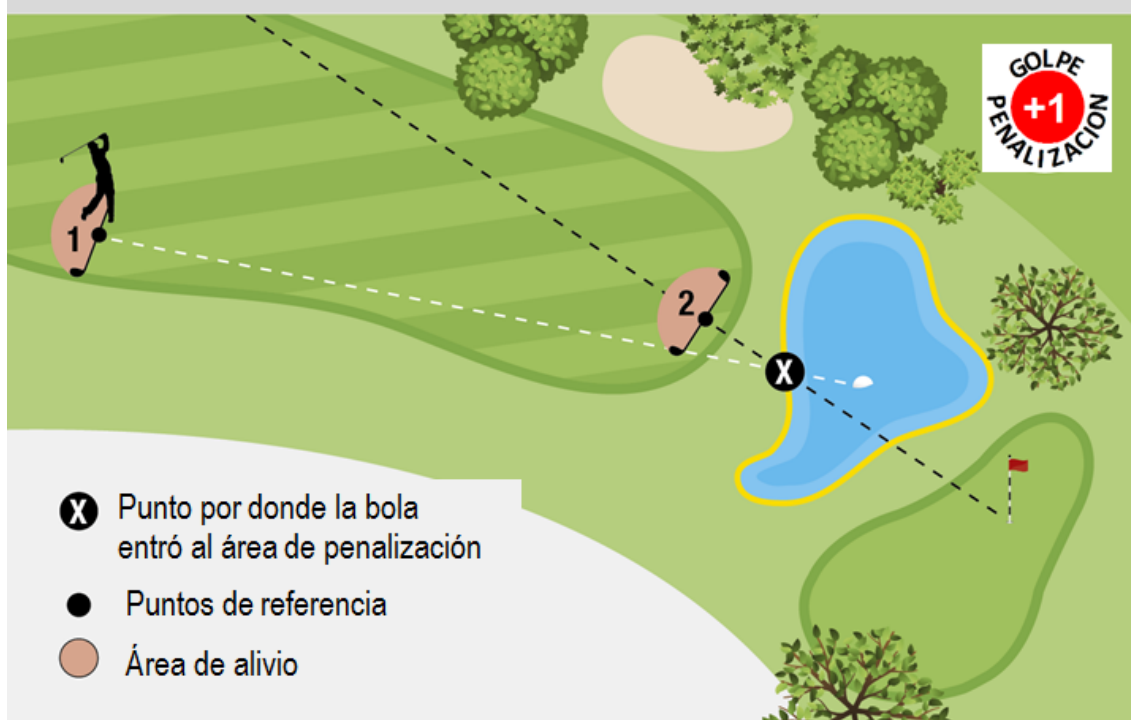 GOLPE
+1
PENALIZACION
1
2
X
X Punto por donde la bola
entró al área de penalización
Puntos de referencia
Área de alivio